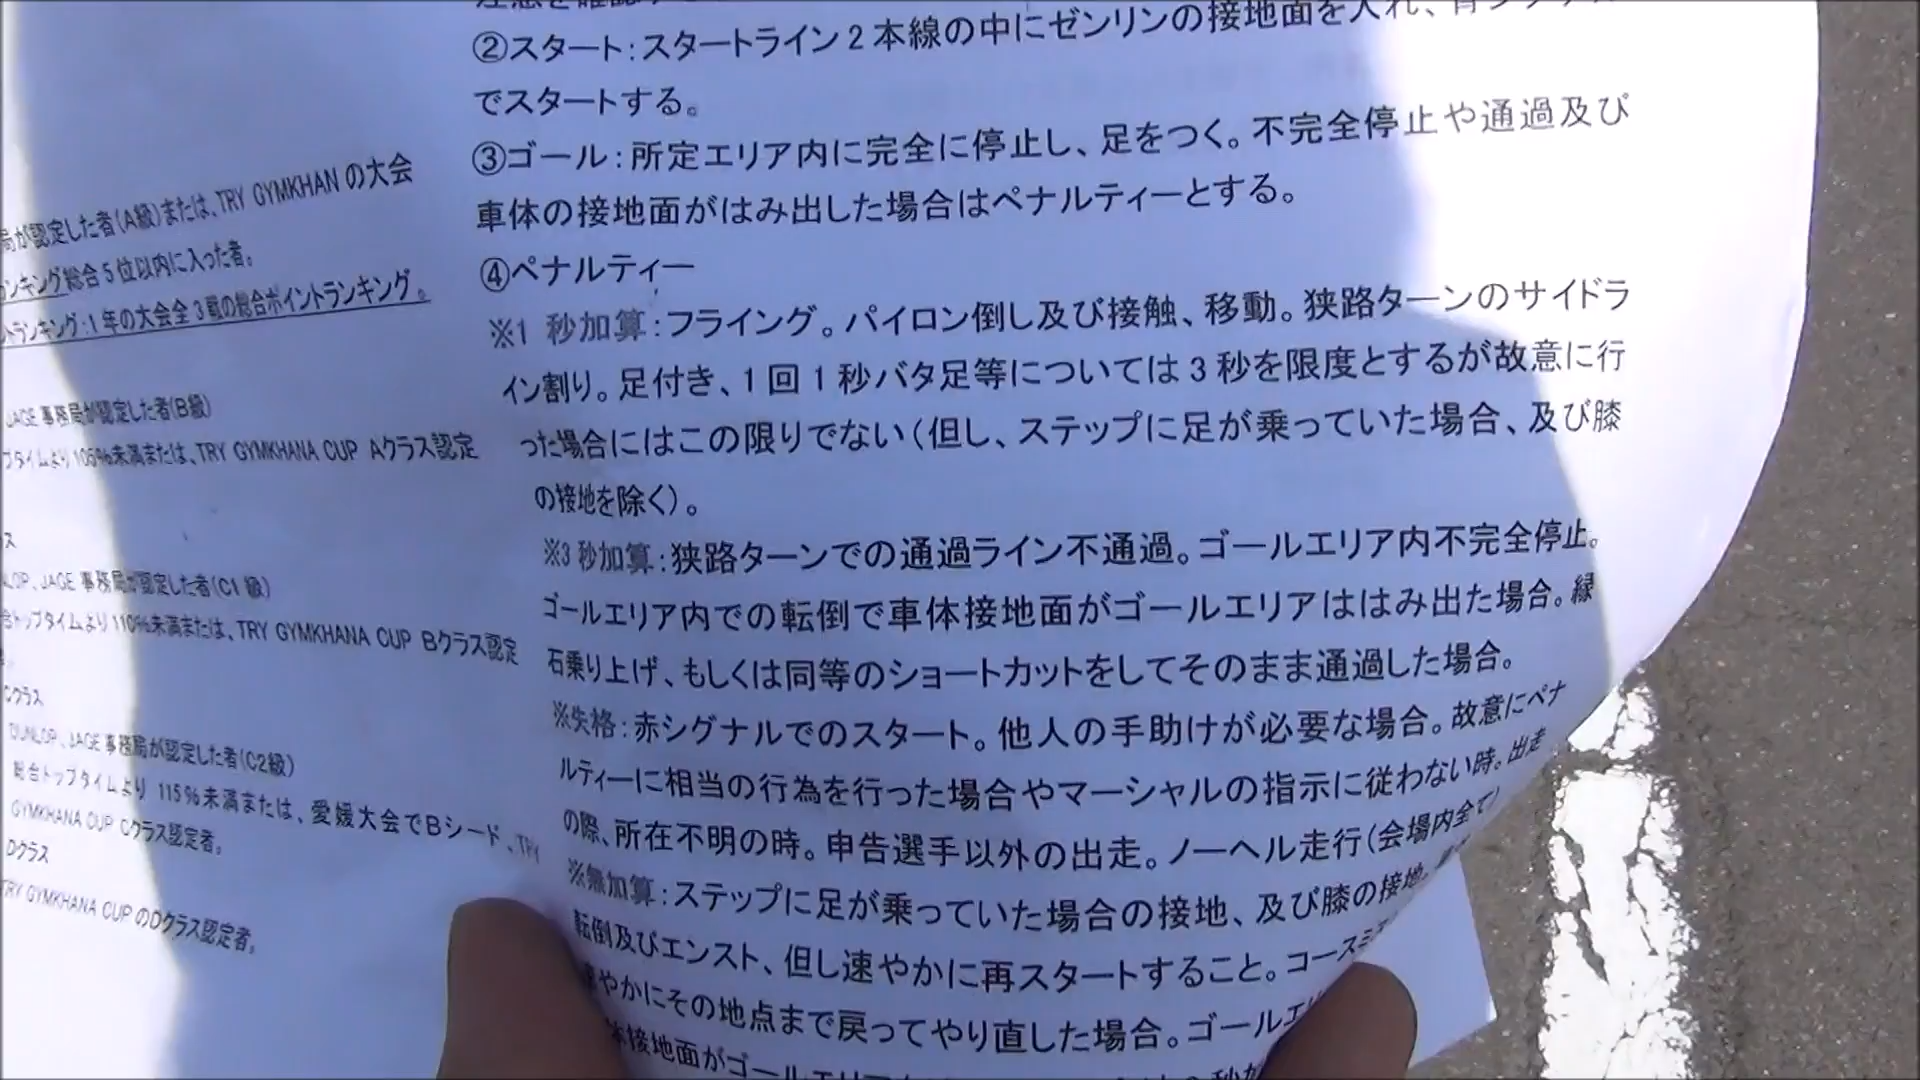 ②スタート:スタートライン2本線の中にゼンリンの接地面を入れ、
でスタートする。
③ゴール:所定エリア内に完全に停止し、足をつく。不完全停止や通過及び
車体の接地面がはみ出した場合はペナルティーとする。
④ペナルティー
※1 秒加算:フライング。パイロン倒し及び接触、移動。狭路ターンのサイドラ
イン割り。足付き、1回1秒バタ足等については3秒を限度とするが故意に行
った場合にはこの限りでない(但し、ステップに足が乗っていた場合、及び膝
の接地を除く)。
※3秒加算:狭路ターンでの通過ライン不通過。ゴールエリア内不完全停止。
ゴールエリア内での転倒で車体接地面がゴールエリアははみ出た場合。縁
石乗り上げ、もしくは同等のショートカットをしてそのまま通過した場合。
※失格:赤シグナルでのスタート。他人の手助けが必要な場合。故意にペナ
ルティーに相当の行為を行った場合やマーシャルの指示に従わない時。出走
の際、所在不明の時。申告選手以外の出走。ノーヘル走行(会場内全て)
※無加算:ステップに足が乗っていた場合の接地、及び膝の接地。
転倒及びエンスト、但し速やかに再スタートすること。コースミス
速やかにその地点まで戻ってやり直した場合。ゴールエリ
体接地面がゴールエリア
局が認定した者(A級)または、TRY GYMKHAN の大会
ンキング総合5位以内に入った者。
トランキング:1年の大会全3戦の総合ポイントランキング。
JAGE 事務局が認定した者(B級)
プタイムより105%未満または、TRY GYMKHANA CUP Aクラス認定
ス
LOP、JAGE 事務局が認定した者(C1級)
合トップタイムより110%未満または、TRY GYMKHANA CUP Bクラス認定
Cクラス
DUNLOP、JAGE 事務局が認定した者(C2級)
総合トップタイムより 115%未満または、愛媛大会でBシード、TRY
GYMKHANA CUP Cクラス認定者。
Dクラス
TRY GYMKHANA CUP のDクラス認定者。